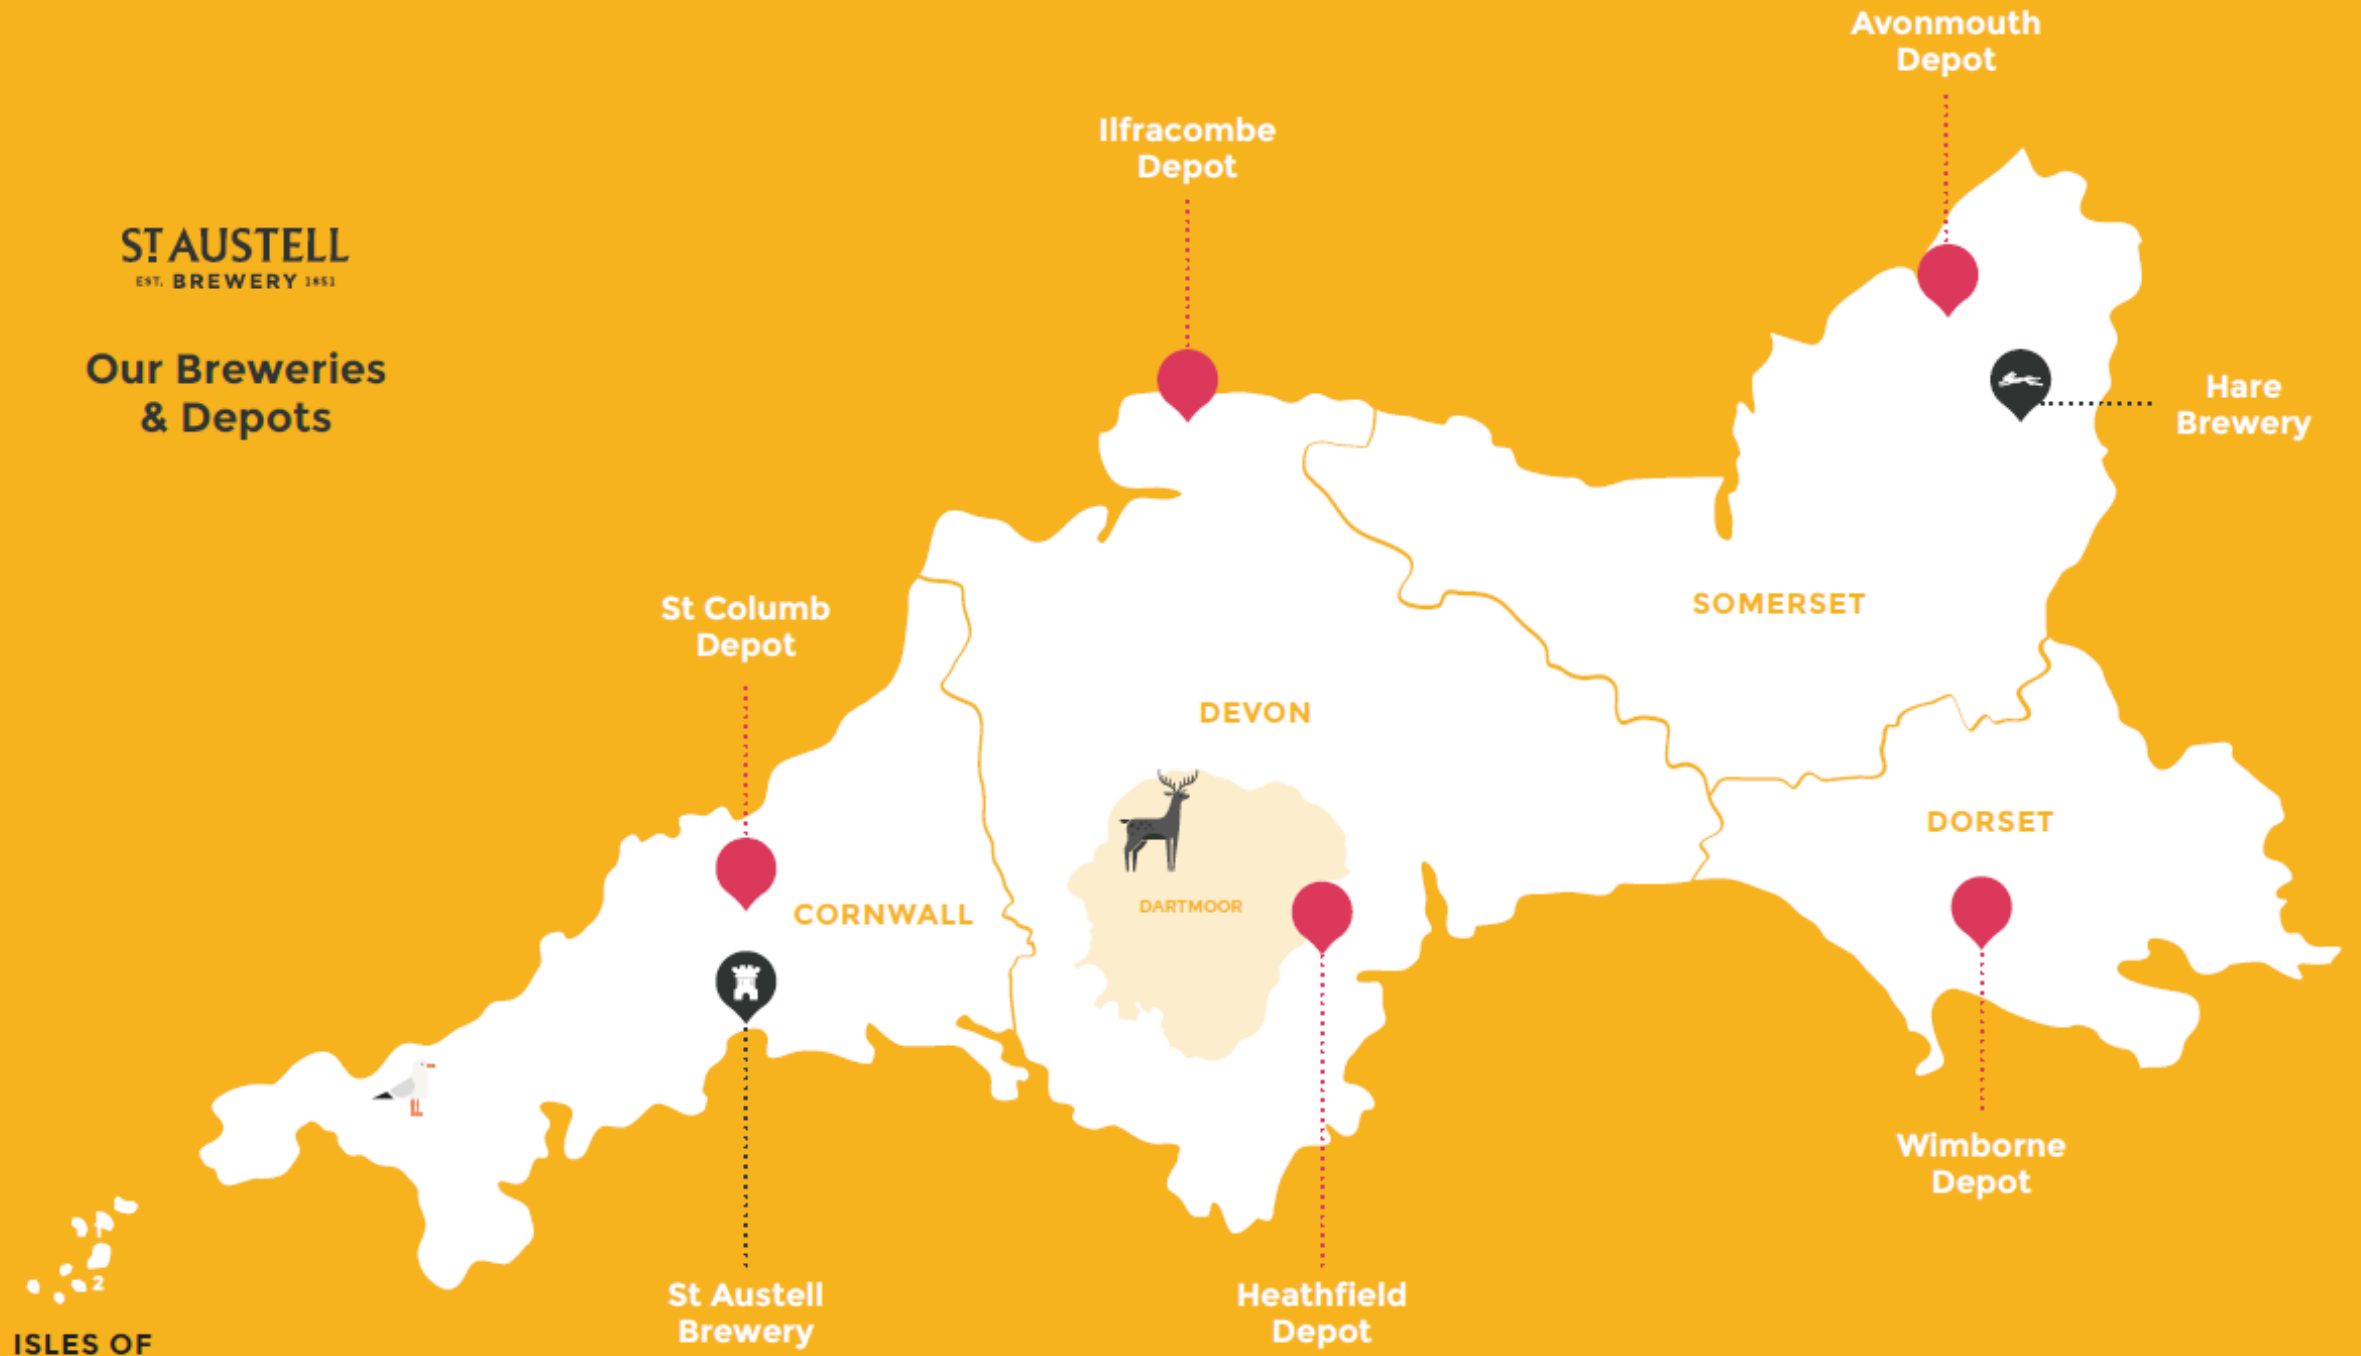 Avonmouth
Depot
Ilfracombe
Depot
ST AUSTELL
EST. BREWERY 1851
Our Breweries
& Depots
Hare
Brewery
St Columb
Depot
SOMERSET
DEVON
DORSET
CORNWALL
DARTMOOR
Wimborne
Depot
2
St Austell
Brewery
Heathfield
Depot
ISLES OF